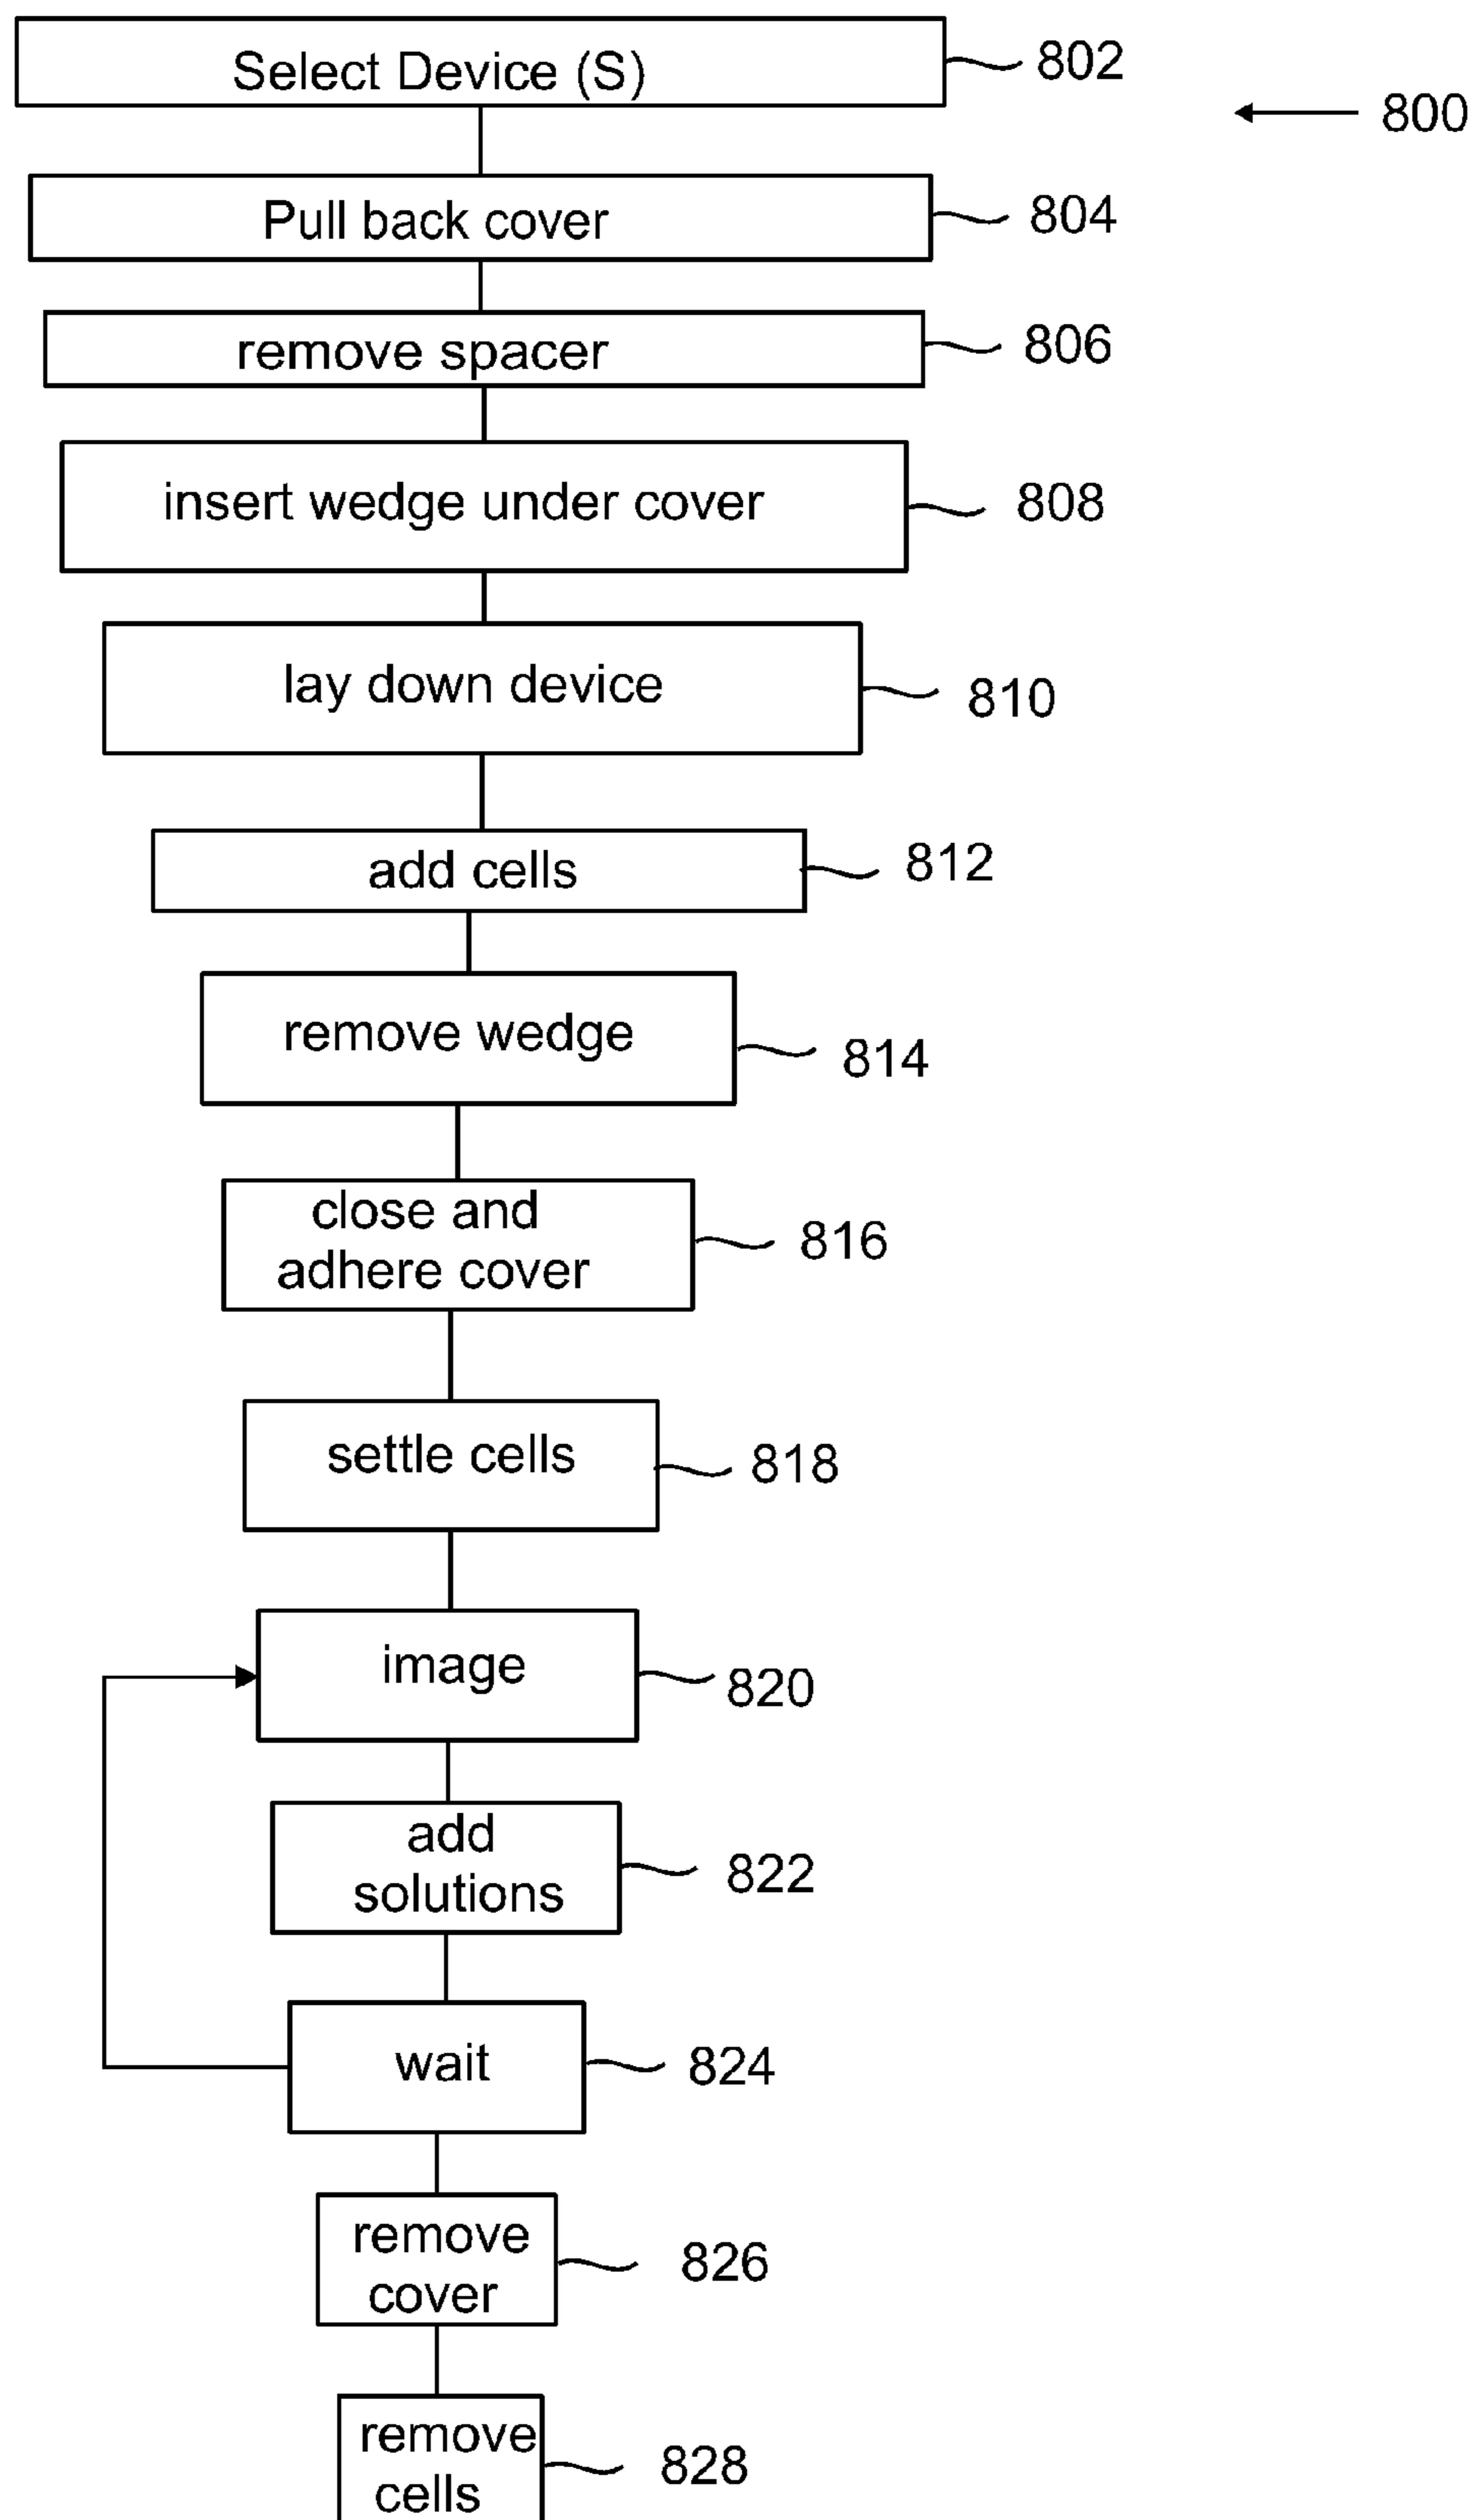 Select Device (S)
802
800
Pull back cover
804
remove spacer
806
insert wedge under cover
808
lay down device
810
add cells
812
remove wedge
814
close and
adhere cover
816
settle cells
818
image
820
add
solutions
822
wait
824
remove
cover
826
remove
cells
828